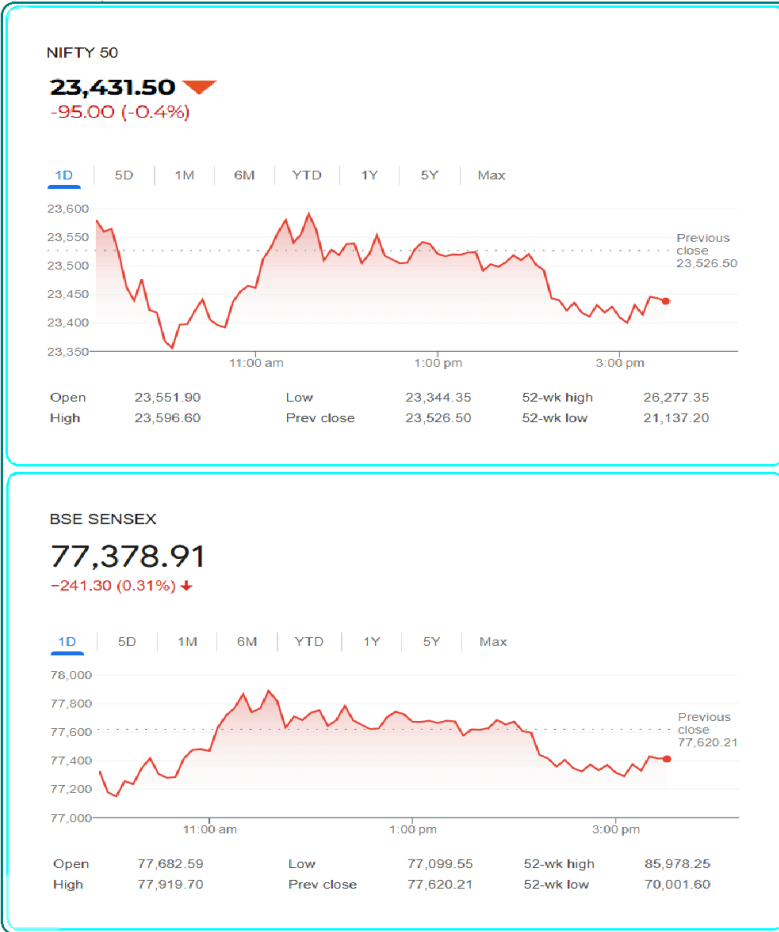 NIFTY 50
23,431.50
-95.00 (-0.4%)
1D 5D 1M 6M YTD 1Y 5Y Max
23,600
23,550
23,500
23,450
23,400
23,350
Previous
close
23,526.50
11:00 am 1:00 pm 3:00 pm
Open 23,551.90 Low 23,344.35 52-wk high 26,277.35
High 23,596.60 Prev close 23,526.50 52-wk low 21,137.20
BSE SENSEX
77,378.91
−241.30 (0.31%)
1D 5D 1M 6M YTD 1Y 5Y Max
78,000
77,800
77,600
77,400
77,200
77,000
Previous
close
77,620.21
11:00 am 1:00 pm 3:00 pm
Open 77,682.59 Low 77,099.55 52-wk high 85,978.25
High 77,919.70 Prev close 77,620.21 52-wk low 70,001.60